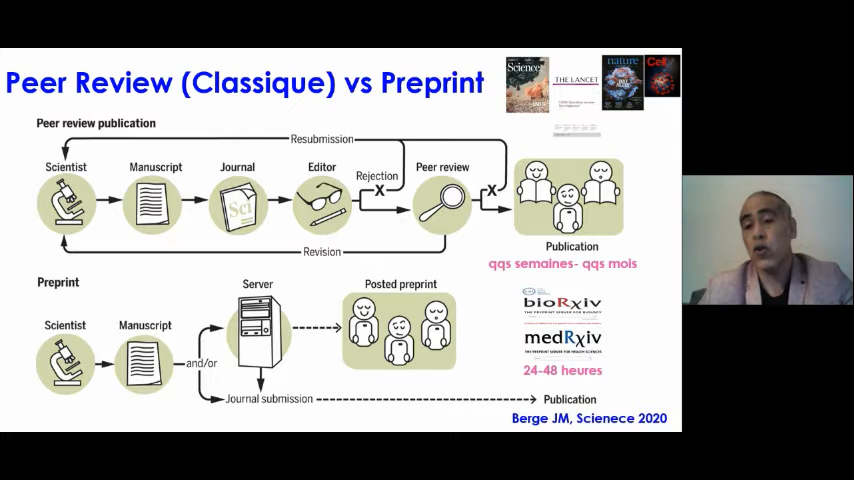 Peer Review (Classique) vs Preprint
Science
THE LANCET
nature
Cell
Peer review publication
Resubmission
Scientist
Manuscript
Journal
Editor
Rejection
Peer review
X
X
Sci
Publication
qqs semaines- qqs mois
Revision
Preprint
Server
Posted preprint
Scientist
Manuscript
and/or
bioRxiv
THE PREPRINT SERVER FOR BIOLOGY
medRxiv
THE PREPRINT SERVER FOR HEALTH SCIENCES
24-48 heures
Journal submission
Publication
Berge JM, Scienece 2020